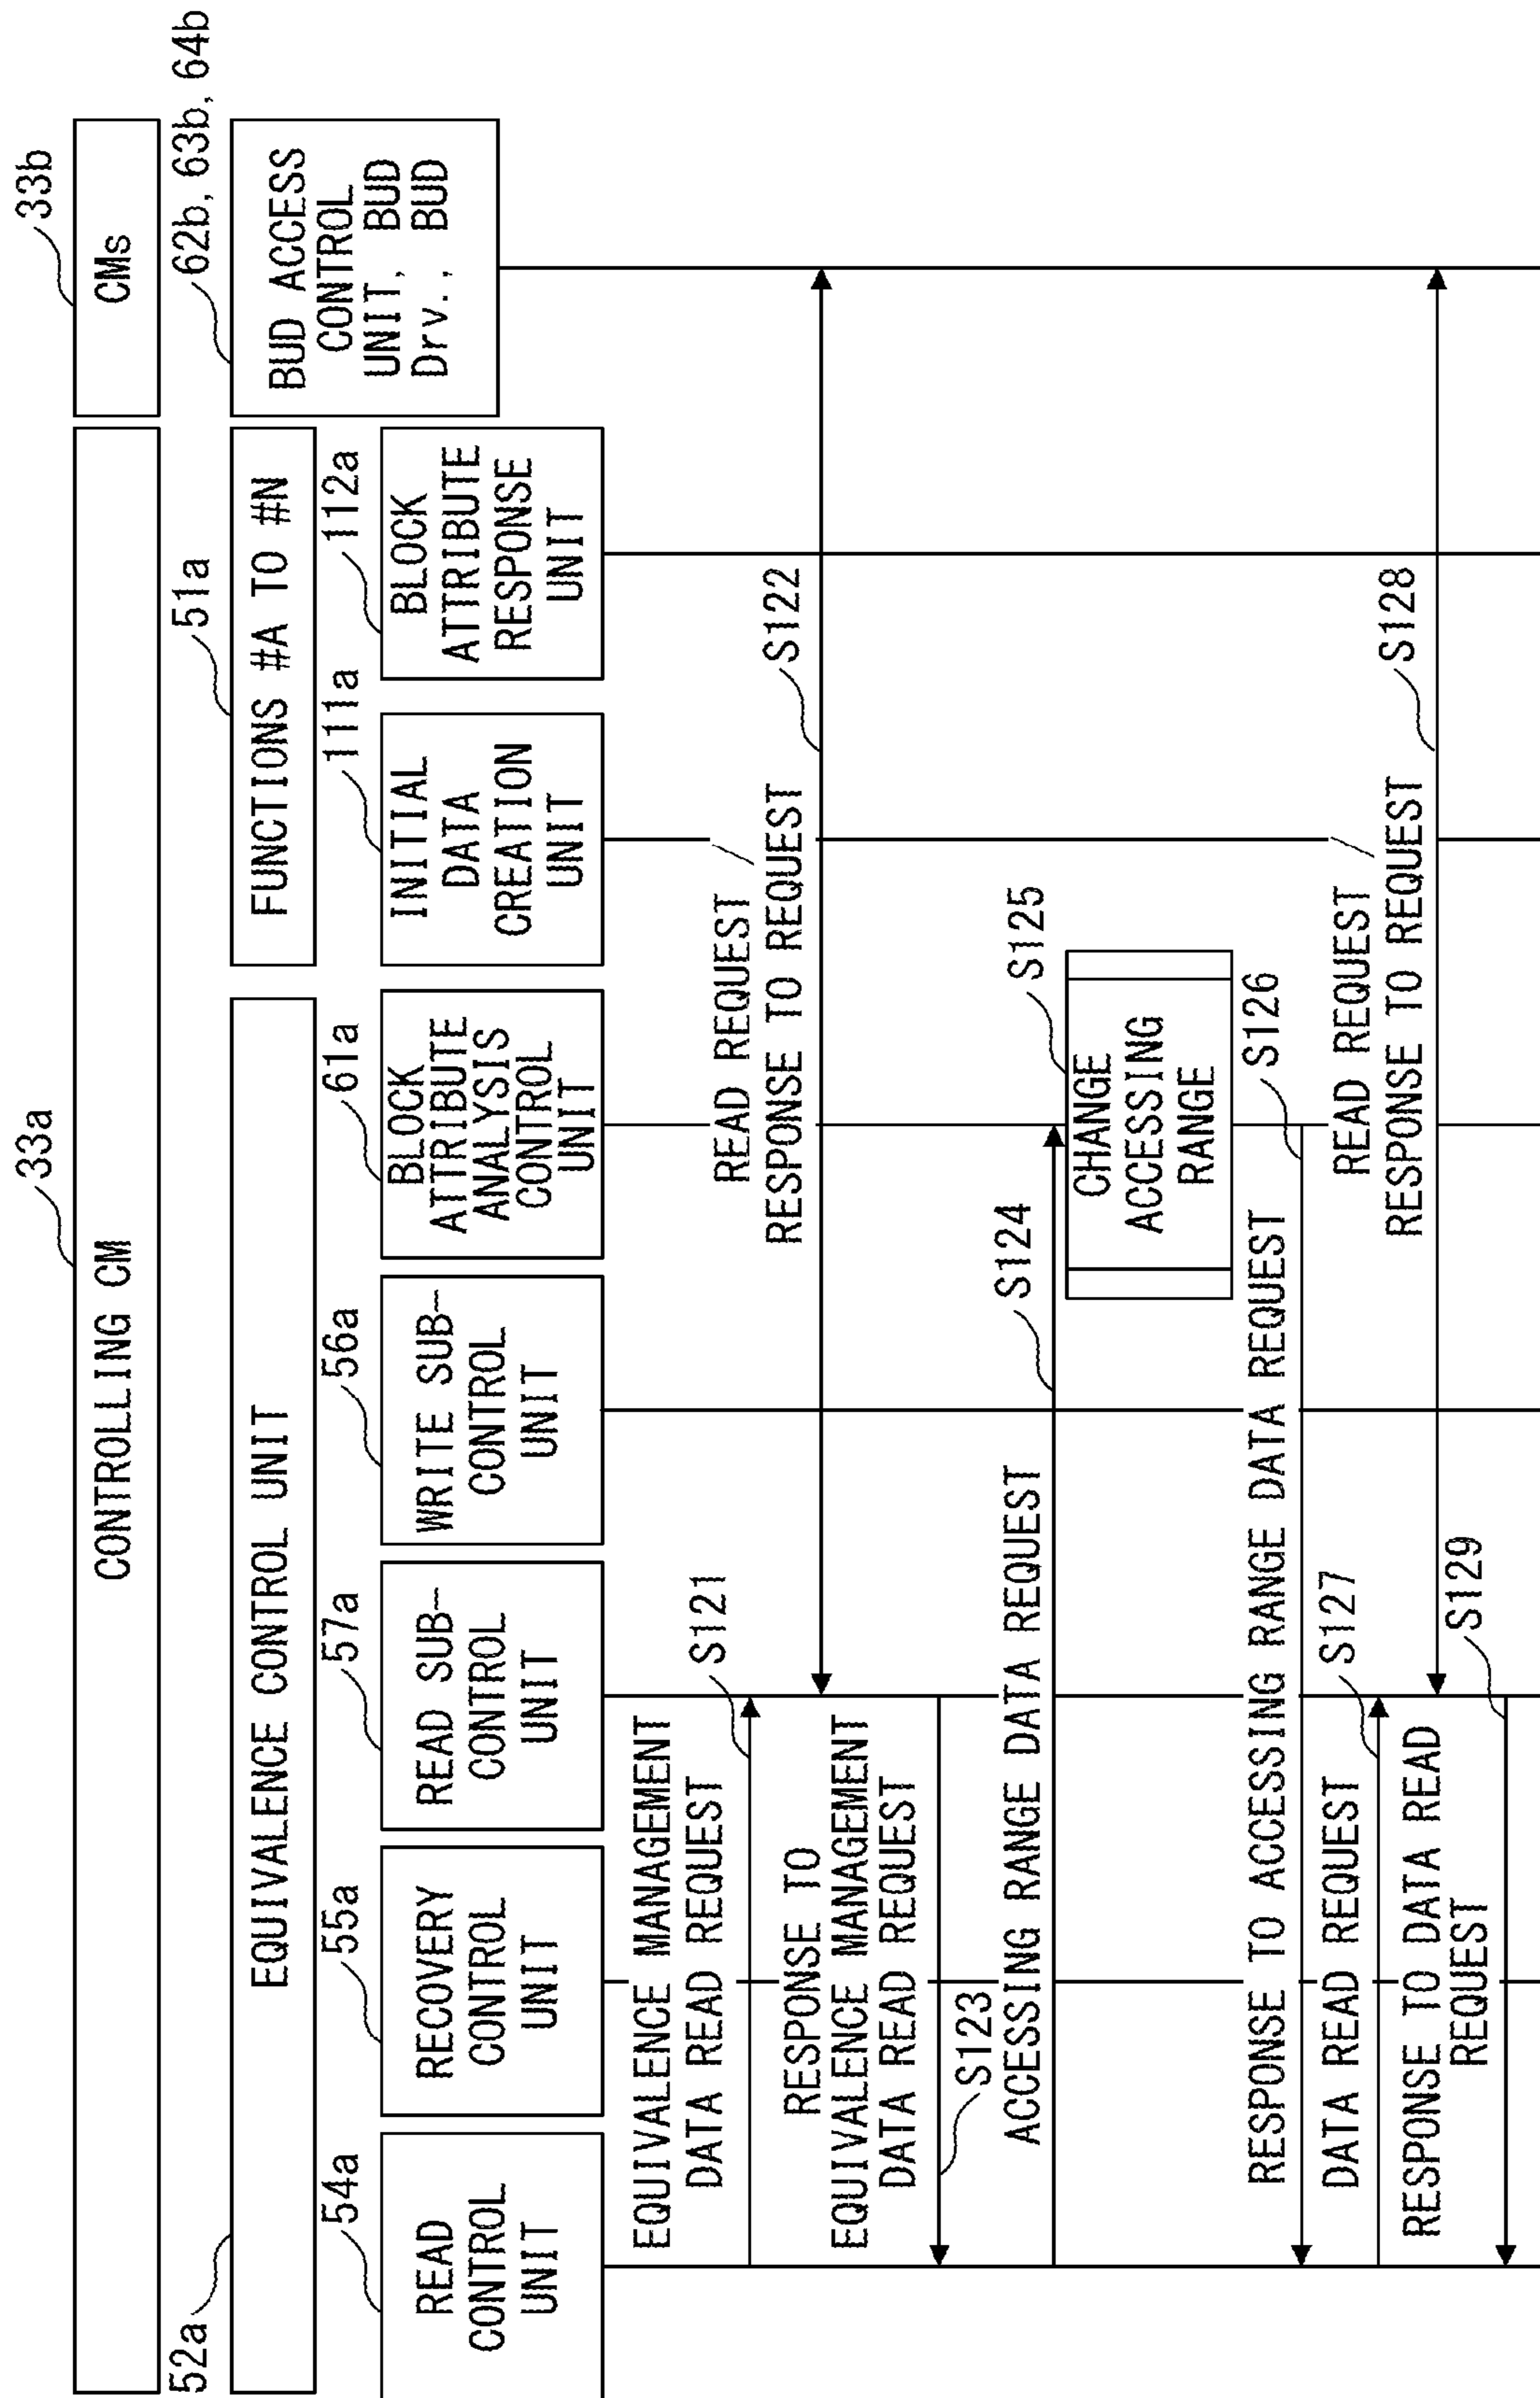 33a
33b
CONTROLLING CM
CMs
52a
51a
62b, 63b, 64b
EQUIVALENCE CONTROL UNIT
FUNCTIONS #A TO #N
BUD ACCESS
CONTROL
UNIT, BUD
Drv., BUD
54a
55a
57a
56a
61a
111a
112a
READ
CONTROL
UNIT
RECOVERY
CONTROL
UNIT
READ SUB-
CONTROL
UNIT
WRITE SUB-
CONTROL
UNIT
BLOCK
ATTRIBUTE
ANALYSIS
CONTROL
UNIT
INITIAL
DATA
CREATION
UNIT
BLOCK
ATTRIBUTE
RESPONSE
UNIT
EQUIVALENCE MANAGEMENT
DATA READ REQUEST
S121
READ REQUEST /
RESPONSE TO REQUEST
S122
RESPONSE TO
EQUIVALENCE MANAGEMENT
DATA READ REQUEST
S123
ACCESSING RANGE DATA REQUEST
S124
S125
CHANGE
ACCESSING
RANGE
RESPONSE TO ACCESSING RANGE DATA REQUEST
S126
DATA READ REQUEST
S127
READ REQUEST /
RESPONSE TO REQUEST
S128
RESPONSE TO DATA READ
REQUEST
S129